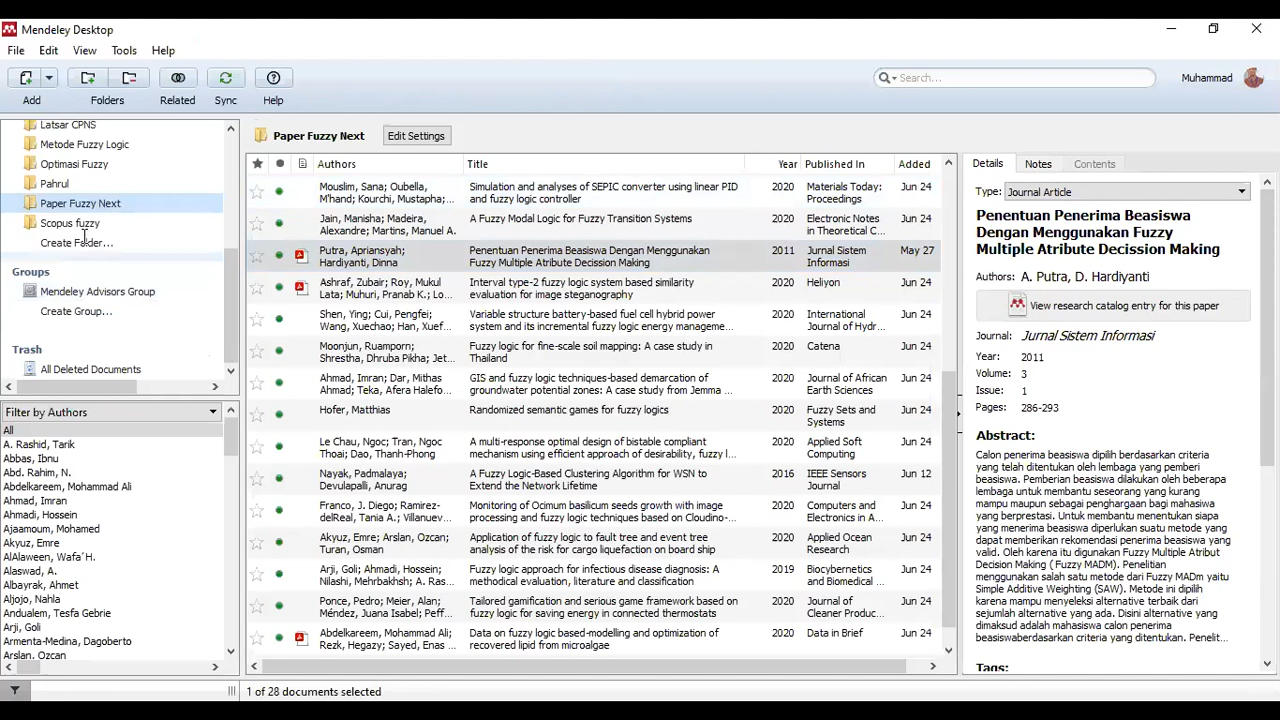 Mendeley Desktop
File Edit View Tools Help
Search...
Muhammad
Add Folders Related Sync Help
Latsar CPNS
Metode Fuzzy Logic
Optimasi Fuzzy
Pahrul
Paper Fuzzy Next
Scopus fuzzy
Create Folder...
Groups
Mendeley Advisors Group
Create Group...
Trash
All Deleted Documents
Filter by Authors
All
A. Rashid, Tarik
Abbas, Ibnu
Abd. Rahim, N.
Abdelkareem, Mohammad Ali
Ahmad, Imran
Ahmadi, Hossein
Ajaamoum, Mohamed
Akyuz, Emre
AlAlaween, Wafa´H.
Alaswad, A.
Albayrak, Ahmet
Aljojo, Nahla
Andualem, Tesfa Gebrie
Arji, Goli
Armenta-Medina, Dagoberto
Arslan, Ozcan
Paper Fuzzy Next Edit Settings
Authors Title Year Published In Added
Mouslim, Sana; Oubella, Simulation and analyses of SEPIC converter using linear PID 2020 Materials Today: Jun 24
M'hand; Kourchi, Mustapha;... and fuzzy logic controller Proceedings
Jain, Manisha; Madeira, A Fuzzy Modal Logic for Fuzzy Transition Systems 2020 Electronic Notes Jun 24
Alexandre; Martins, Manuel A. in Theoretical C...
Putra, Apriansyah; Penentuan Penerima Beasiswa Dengan Menggunakan 2011 Jurnal Sistem May 27
Hardiyanti, Dinna Fuzzy Multiple Atribute Decission Making Informasi
Ashraf, Zubair; Roy, Mukul Interval type-2 fuzzy logic system based similarity 2020 Heliyon Jun 24
Lata; Muhuri, Pranab K.; Lo... evaluation for image steganography
Shen, Ying; Cui, Pengfei; Variable structure battery-based fuel cell hybrid power 2020 International Jun 24
Wang, Xuechao; Han, Xuef... system and its incremental fuzzy logic energy manageme... Journal of Hydr...
Moonjun, Ruamporn; Fuzzy logic for fine-scale soil mapping: A case study in 2020 Catena Jun 24
Shrestha, Dhruba Pikha; Jet... Thailand
Ahmad, Imran; Dar, Mithas GIS and fuzzy logic techniques-based demarcation of 2020 Journal of African Jun 24
Ahmad; Teka, Afera Halefo... groundwater potential zones: A case study from Jemma ... Earth Sciences
Hofer, Matthias Randomized semantic games for fuzzy logics 2020 Fuzzy Sets and Jun 24
Systems
Le Chau, Ngoc; Tran, Ngoc A multi-response optimal design of bistable compliant 2020 Applied Soft Jun 24
Thoai; Dao, Thanh-Phong mechanism using efficient approach of desirability, fuzzy l... Computing
Nayak, Padmalaya; A Fuzzy Logic-Based Clustering Algorithm for WSN to 2016 IEEE Sensors Jun 12
Devulapalli, Anurag Extend the Network Lifetime Journal
Franco, J. Diego; Ramirez- Monitoring of Ocimum basilicum seeds growth with image 2020 Computers and Jun 24
delReal, Tania A.; Villanuev... processing and fuzzy logic techniques based on Cloudino-... Electronics in A...
Akyuz, Emre; Arslan, Ozcan; Application of fuzzy logic to fault tree and event tree 2020 Applied Ocean Jun 24
Turan, Osman analysis of the risk for cargo liquefaction on board ship Research
Arji, Goli; Ahmadi, Hossein; Fuzzy logic approach for infectious disease diagnosis: A 2019 Biocybernetics Jun 24
Nilashi, Mehrbakhsh; A. Ras... methodical evaluation, literature and classification and Biomedical ...
Ponce, Pedro; Meier, Alan; Tailored gamification and serious game framework based on 2020 Journal of Jun 24
Méndez, Juana Isabel; Peff... fuzzy logic for saving energy in connected thermostats Cleaner Produc...
Abdelkareem, Mohammad Ali; Data on fuzzy logic based-modelling and optimization of 2020 Data in Brief Jun 24
Rezk, Hegazy; Sayed, Enas ... recovered lipid from microalgae
Details Notes Contents
Type: Journal Article
Penentuan Penerima Beasiswa
Dengan Menggunakan Fuzzy
Multiple Atribute Decission Making
Authors: A. Putra, D. Hardiyanti
View research catalog entry for this paper
Journal: Jurnal Sistem Informasi
Year: 2011
Volume: 3
Issue: 1
Pages: 286-293
Abstract:
Calon penerima beasiswa dipilih berdasarkan criteria
yang telah ditentukan oleh lembaga yang pemberi
beasiswa. Pemberian beasiswa dilakukan oleh beberapa
lembaga untuk membantu seseorang yang kurang
mampu maupun sebagai penghargaan bagi mahasiwa
yang berprestasi. Untuk membantu menentukan siapa
yang menerima beasiswa diperlukan suatu metode yang
dapat memberikan rekomendasi penerima beasiswa yang
valid. Oleh karena itu digunakan Fuzzy Multiple Atribut
Decision Making ( Fuzzy MADM). Penelitian
menggunakan salah satu metode dari Fuzzy MADm yaitu
Simple Additive Weighting (SAW). Metode ini dipilih
karena mampu menyeleksi alternative terbaik dari
sejumlah alternative yang ada. Disini alternative yang
dimaksud adalah mahasiswa calon penerima
beasiswaberdasarkan criteria yang ditentukan. Penelit...
Tags:
1 of 28 documents selected